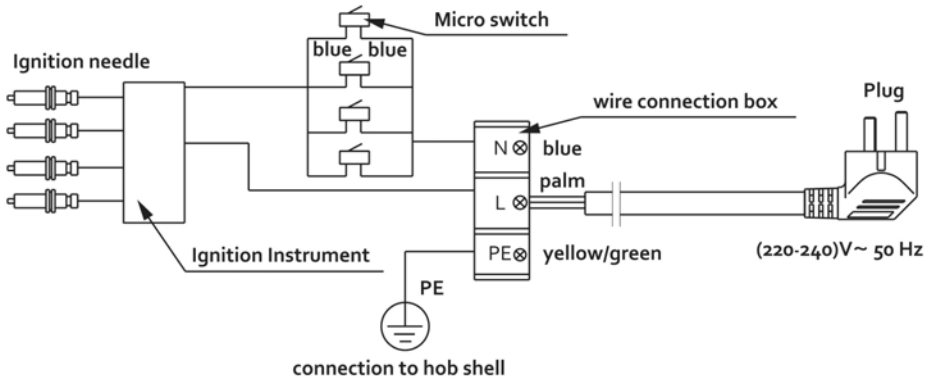 Micro switch
blue blue
Ignition needle
wire connection box
Plug
N blue
palm
L
Ignition Instrument
PE yellow/green
(220-240)V~ 50 Hz
PE
connection to hob shell